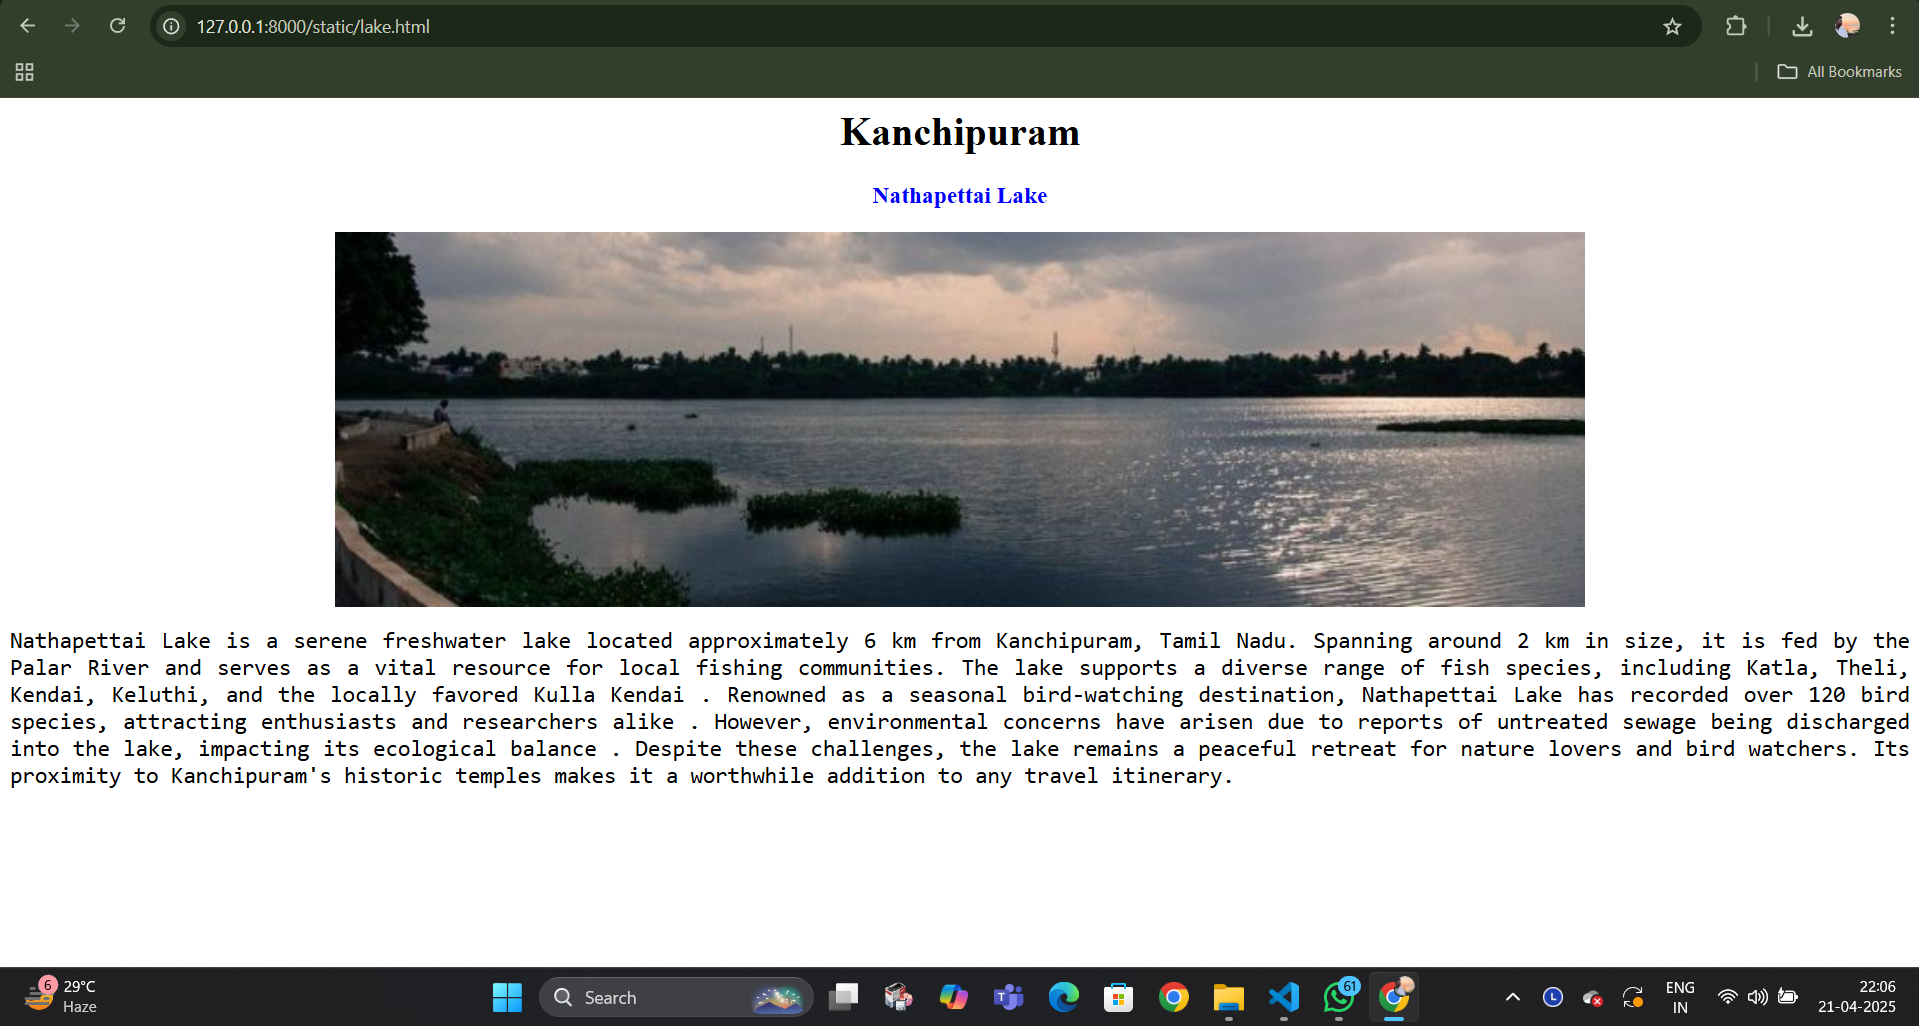 127.0.0.1:8000/static/lake.html
All Bookmarks
Kanchipuram
Nathapettai Lake
Nathapettai Lake is a serene freshwater lake located approximately 6 km from Kanchipuram, Tamil Nadu. Spanning around 2 km in size, it is fed by the
Palar River and serves as a vital resource for local fishing communities. The lake supports a diverse range of fish species, including Katla, Theli,
Kendai, Keluthi, and the locally favored Kulla Kendai . Renowned as a seasonal bird-watching destination, Nathapettai Lake has recorded over 120 bird
species, attracting enthusiasts and researchers alike . However, environmental concerns have arisen due to reports of untreated sewage being discharged
into the lake, impacting its ecological balance . Despite these challenges, the lake remains a peaceful retreat for nature lovers and bird watchers. Its
proximity to Kanchipuram's historic temples makes it a worthwhile addition to any travel itinerary.
6
29°C
Haze
Search
T
61
L
ENG
IN
22:06
21-04-2025